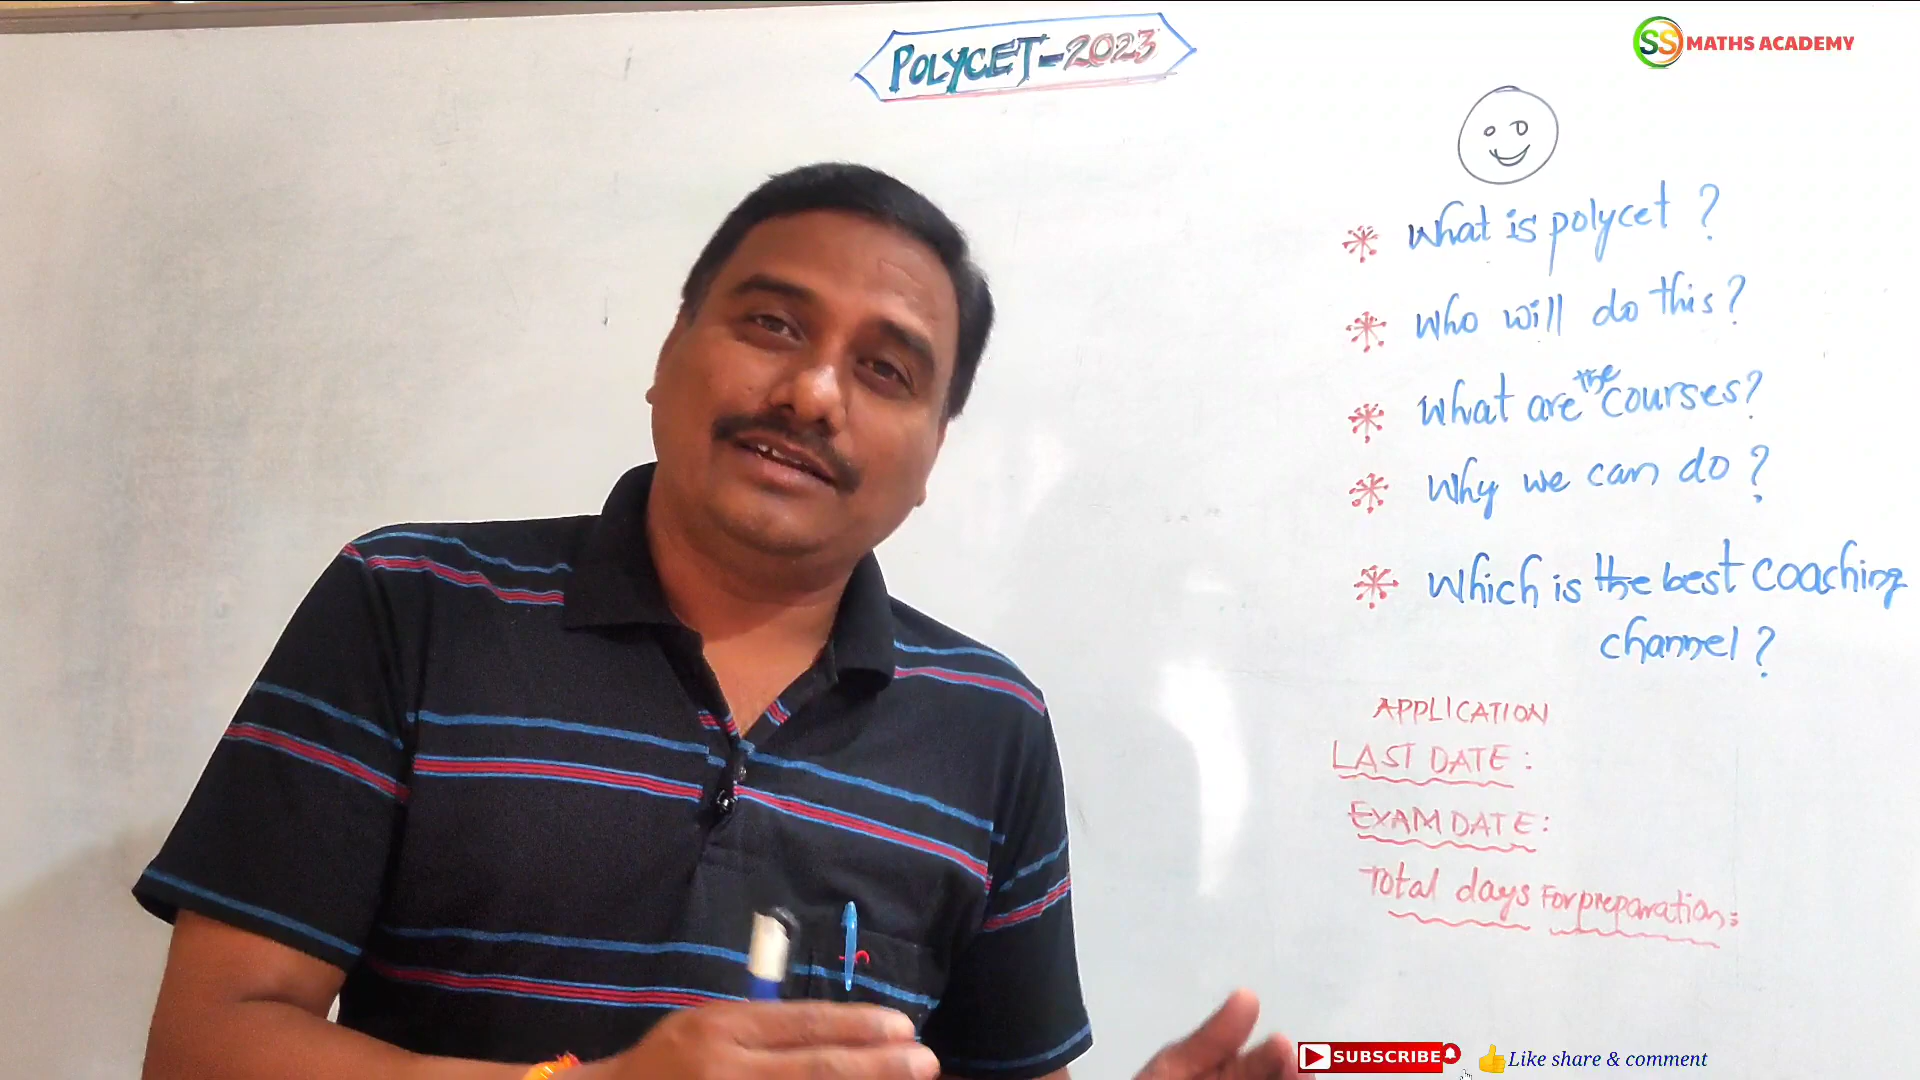 POLYCET-2023
SS MATHS ACADEMY
What is polycet ?
Who will do this?
What are the courses?
Why we can do ?
Which is the best coaching
channel ?
APPLICATION
LAST DATE :
EXAM DATE :
Total days For preparation :
SUBSCRIBE
Like share & comment